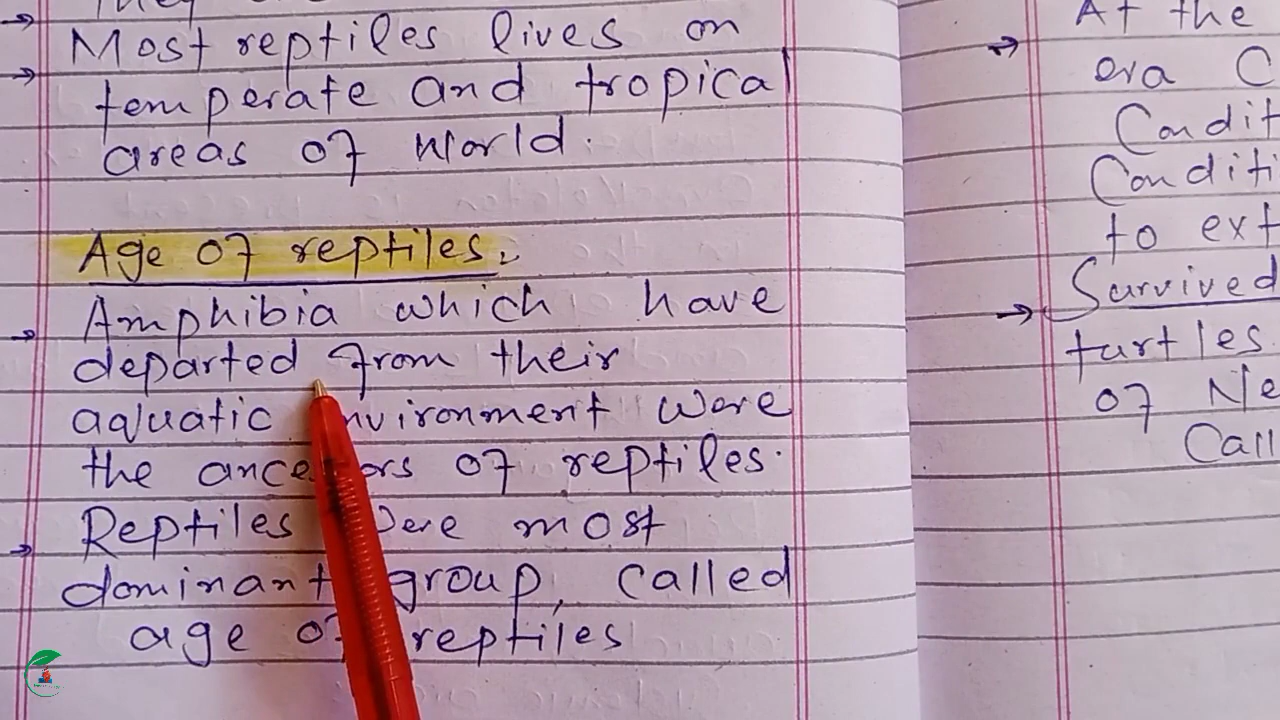 They
Most reptiles lives on
temperate and tropical
areas of World.
Age of reptiles.
Amphibia which have
departed from their
aquatic environment were
the ancestors of reptiles.
Reptiles were most
dominant group, called
age of reptiles
At the
era C
Condit
Conditi
to ext
Survived
turtles
of Ne
Call